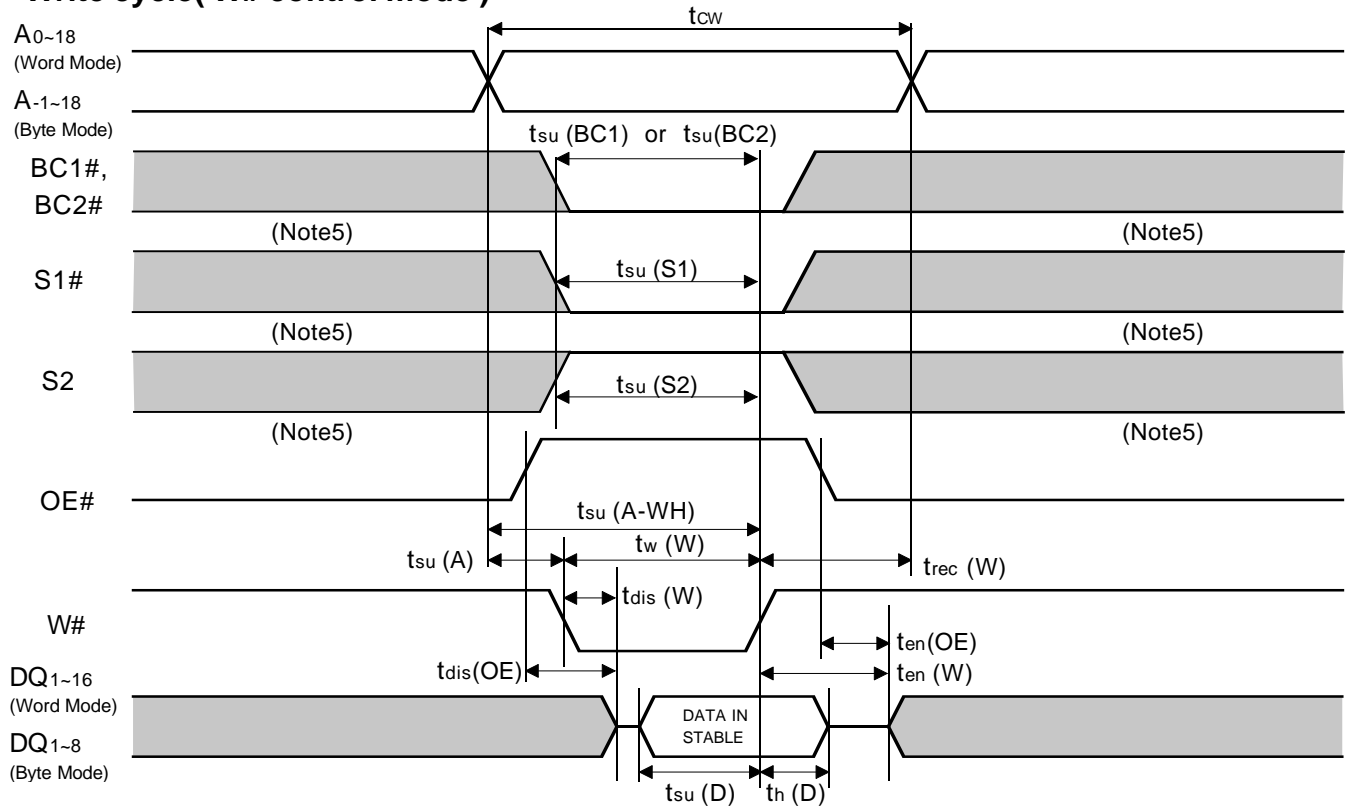 Write cycle( W# control mode )
tCW
A0~18
(Word Mode)
A-1~18
(Byte Mode)
tsu (BC1) or tsu(BC2)
BC1#,
BC2#
(Note5) (Note5)
S1#
tsu (S1)
(Note5) (Note5)
S2
tsu (S2)
(Note5) (Note5)
OE#
tsu (A-WH)
tsu (A) tw (W) trec (W)
W#
tdis (W)
tdis(OE) ten(OE)
ten (W)
DQ1~16
(Word Mode)
DQ1~8
(Byte Mode)
DATA IN
STABLE
tsu (D) th (D)